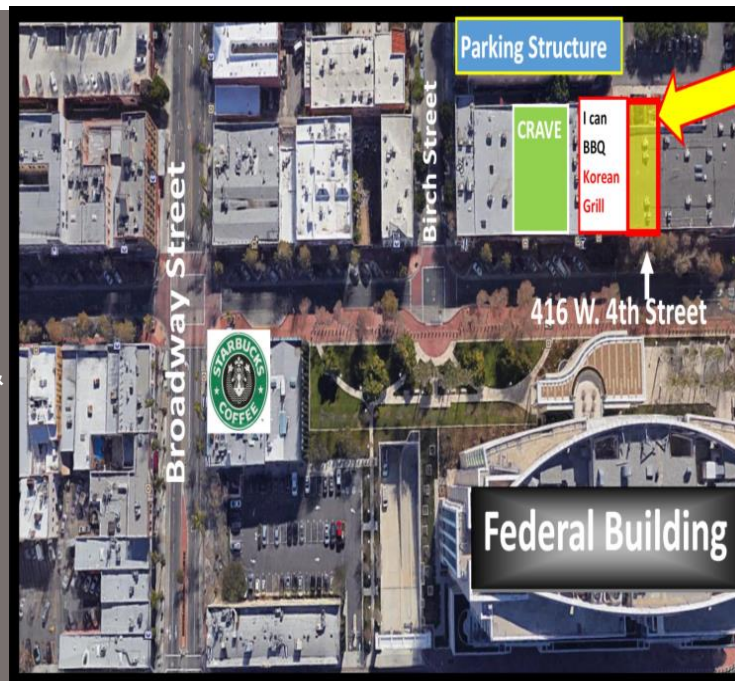 Parking Structure
CRAVE
I can
BBQ
Korean
Grill
Birch Street
Broadway Street
416 W. 4th Street
STARBUCKS
COFFEE
Federal Building